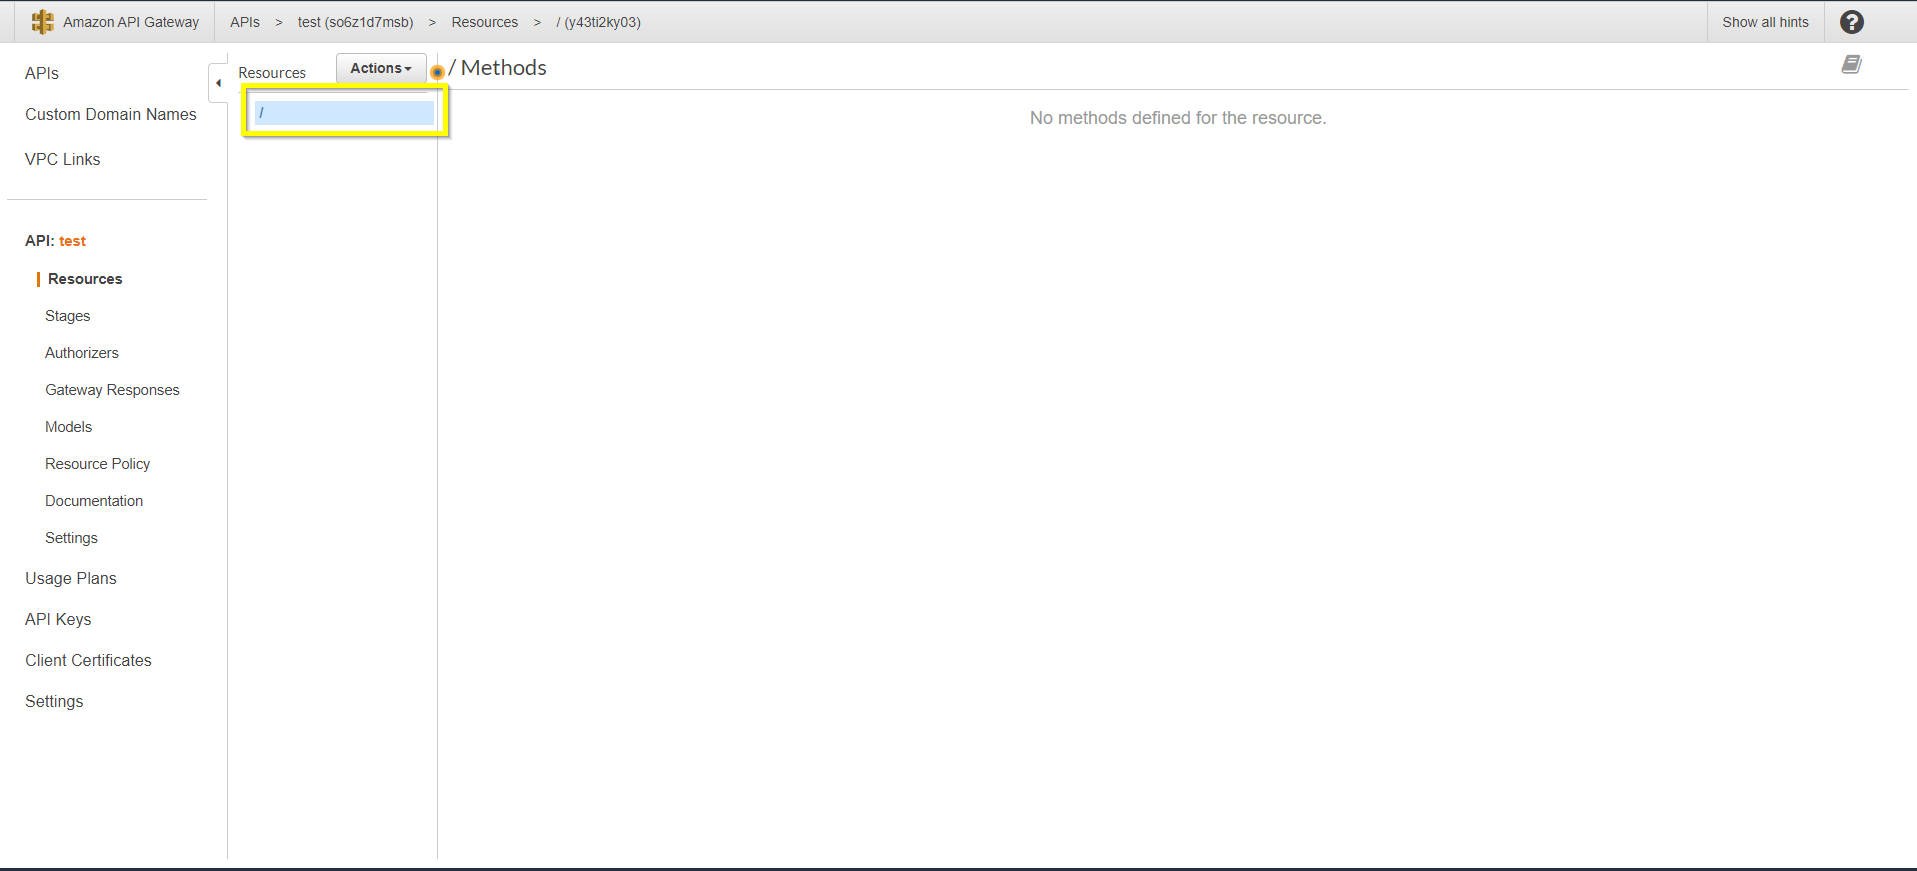 Amazon API Gateway
APIs > test (so6z1d7msb) > Resources > / (y43ti2ky03)
Show all hints
?
APIs
Custom Domain Names
VPC Links
API: test
Resources
Stages
Authorizers
Gateway Responses
Models
Resource Policy
Documentation
Settings
Usage Plans
API Keys
Client Certificates
Settings
Resources
Actions
/
/ Methods
No methods defined for the resource.